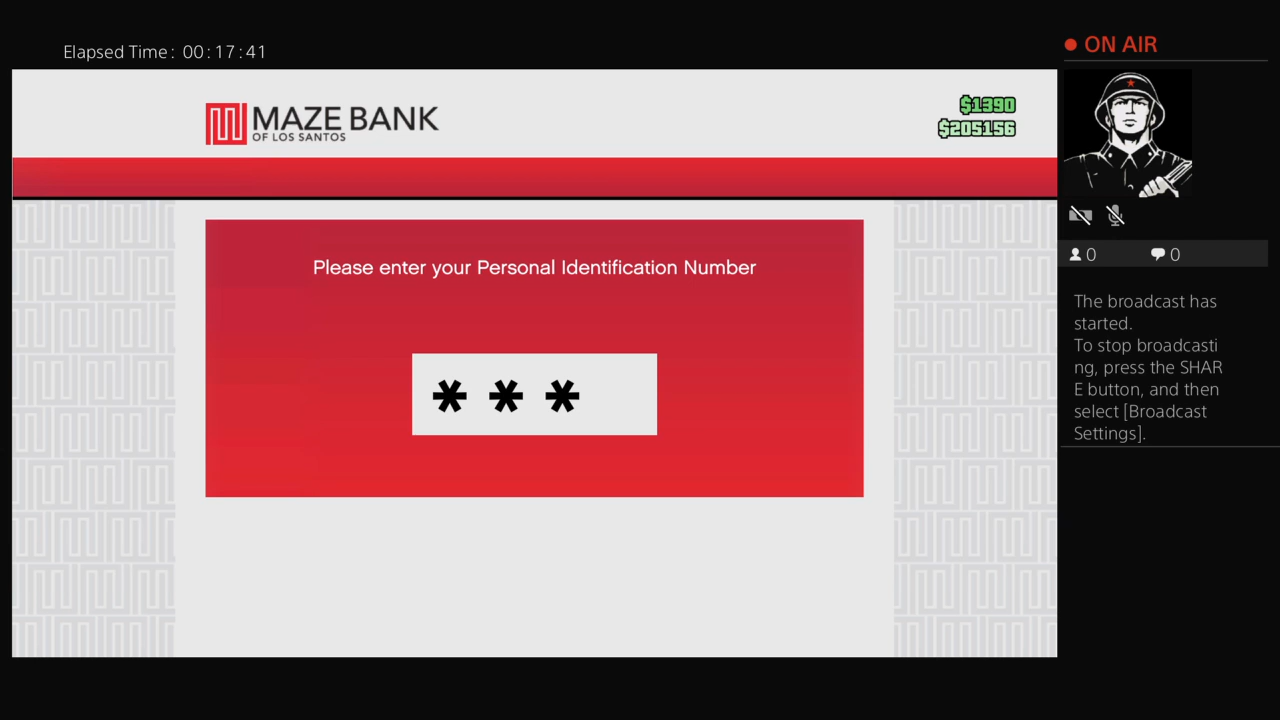 Elapsed Time: 00:17:41
ON AIR
MAZE BANK
OF LOS SANTOS
$1390
$205156
Please enter your Personal Identification Number
* * *
0 0
The broadcast has
started.
To stop broadcasti
ng, press the SHAR
E button, and then
select [Broadcast
Settings].